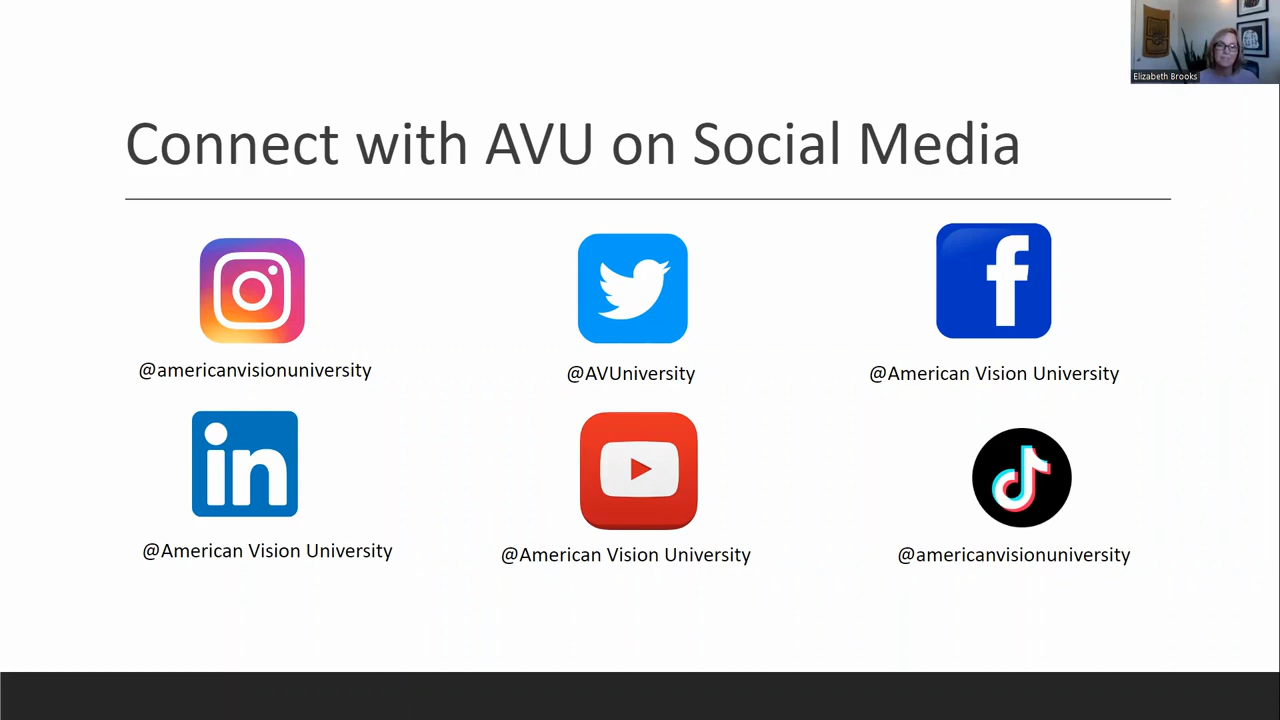 Elizabeth Brooks
Connect with AVU on Social Media
@americanvisionuniversity
@AVUniversity
@American Vision University
in
@American Vision University
@American Vision University
@americanvisionuniversity